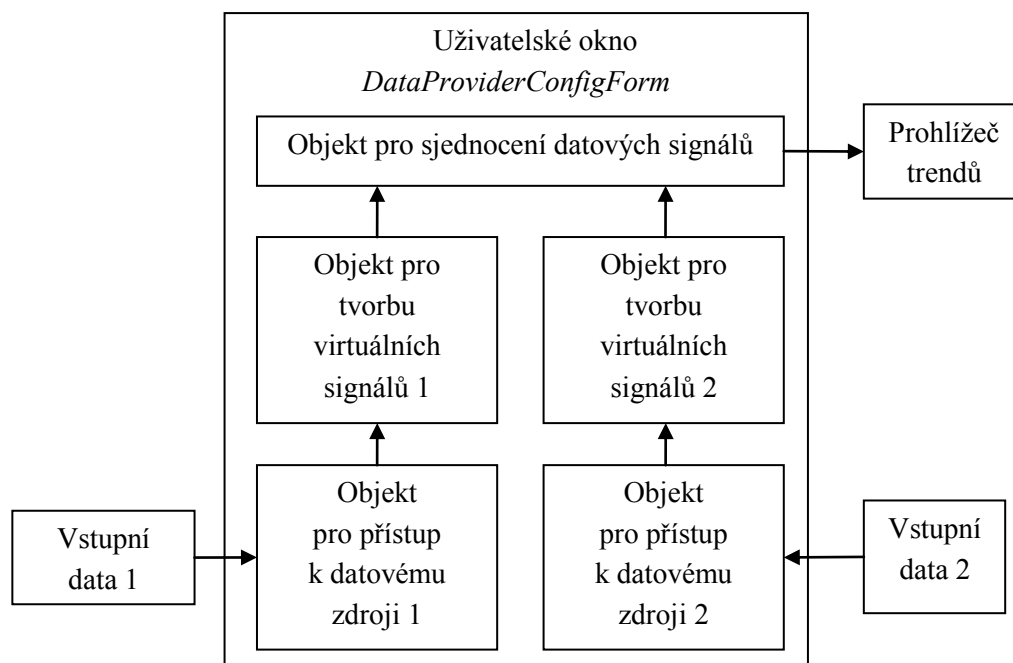 Uživatelské okno
DataProviderConfigForm
Objekt pro sjednocení datových signálů
Prohlížeč
trendů
Objekt pro
tvorbu
virtuálních
signálů 1
Objekt pro
tvorbu
virtuálních
signálů 2
Vstupní
data 1
Objekt
pro přístup
k datovému
zdroji 1
Objekt
pro přístup
k datovému
zdroji 2
Vstupní
data 2